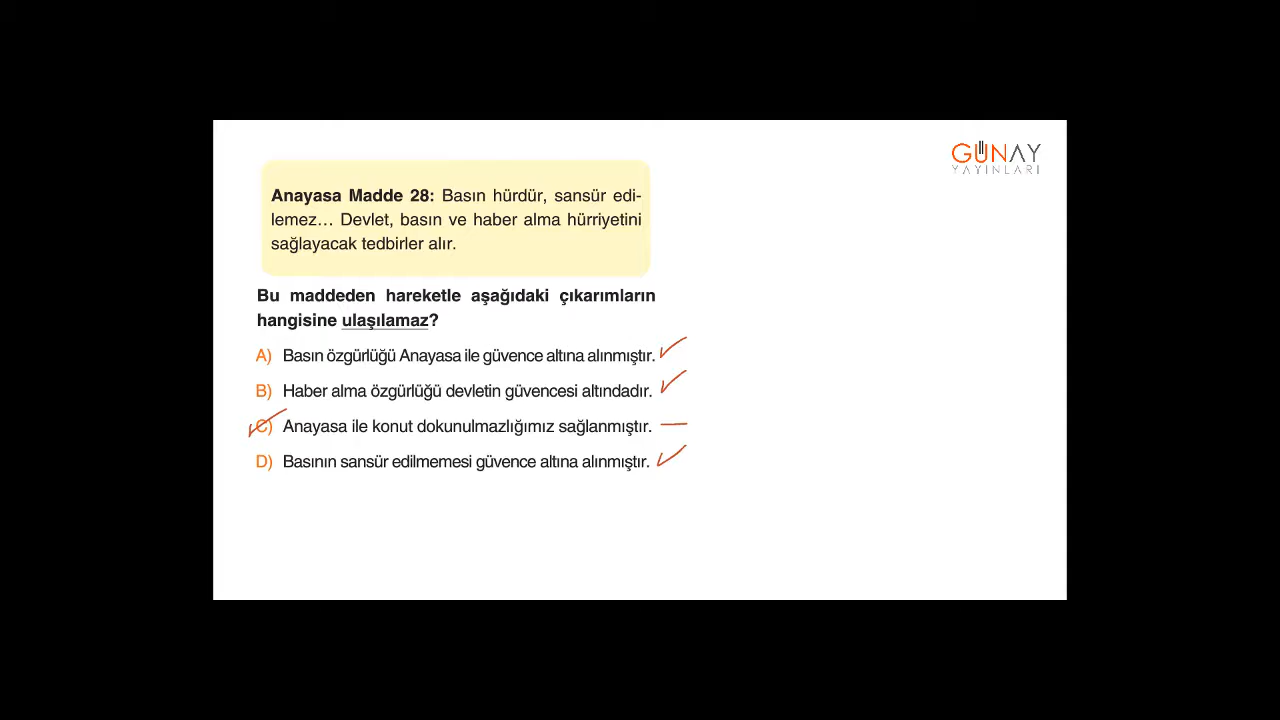 GÜNAY
YAYINLARI
Anayasa Madde 28: Basın hürdür, sansür edi-
lemez... Devlet, basın ve haber alma hürriyetini
sağlayacak tedbirler alır.
Bu maddeden hareketle aşağıdaki çıkarımların
hangisine ulaşılamaz?
A) Basın özgürlüğü Anayasa ile güvence altına alınmıştır.
B) Haber alma özgürlüğü devletin güvencesi altındadır.
C) Anayasa ile konut dokunulmazlığımız sağlanmıştır.
D) Basının sansür edilmemesi güvence altına alınmıştır.